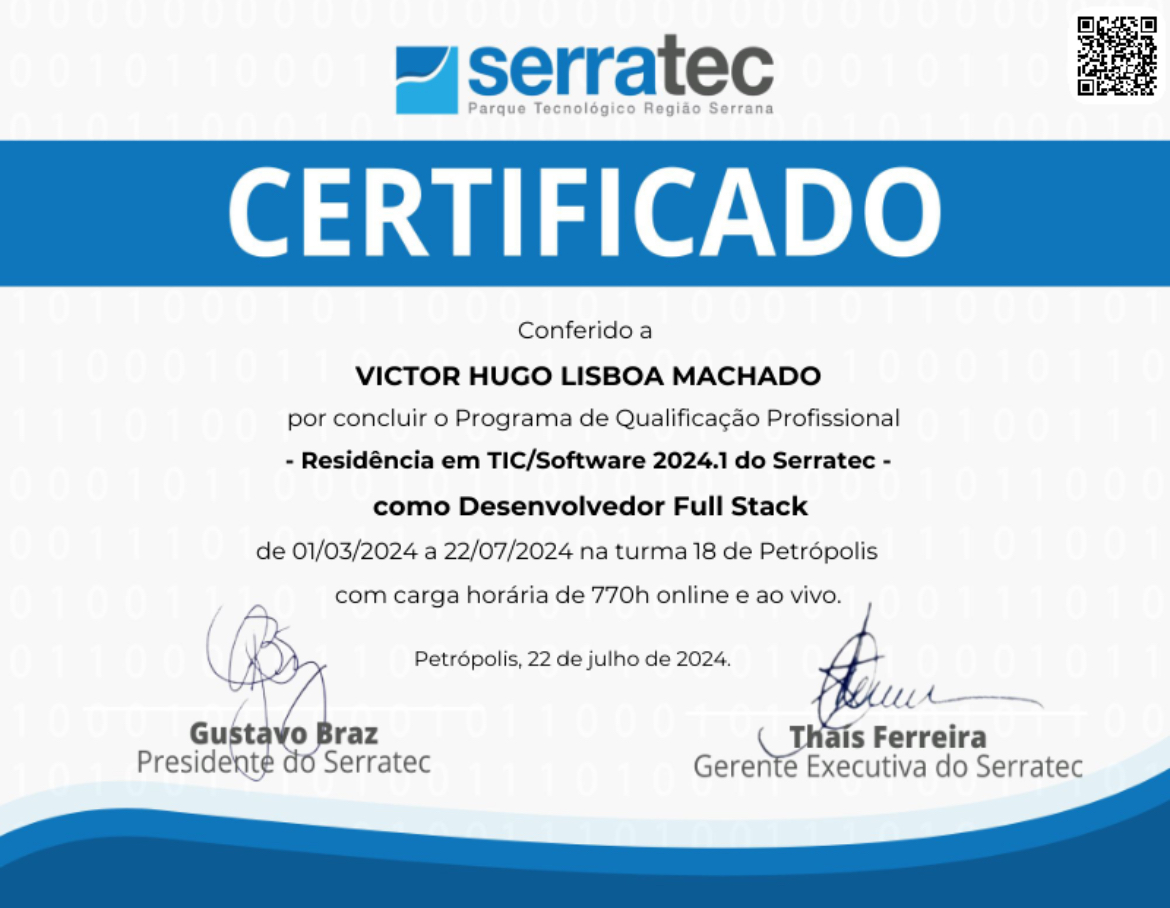 serratec
Parque Tecnológico Região Serrana
CERTIFICADO
Conferido a
VICTOR HUGO LISBOA MACHADO
por concluir o Programa de Qualificação Profissional
- Residência em TIC/Software 2024.1 do Serratec -
como Desenvolvedor Full Stack
de 01/03/2024 a 22/07/2024 na turma 18 de Petrópolis
com carga horária de 770h online e ao vivo.
Petrópolis, 22 de julho de 2024.
Gustavo Braz
Presidente do Serratec
Thaís Ferreira
Gerente Executiva do Serratec